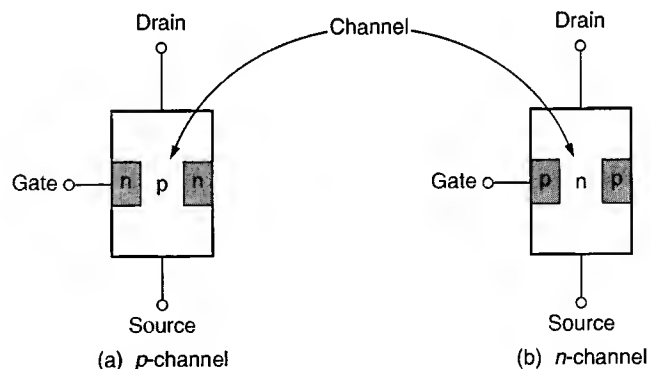 Drain
Channel
Drain
Gate
n
p
n
Gate
p
n
p
Source
Source
(a) p-channel
(b) n-channel